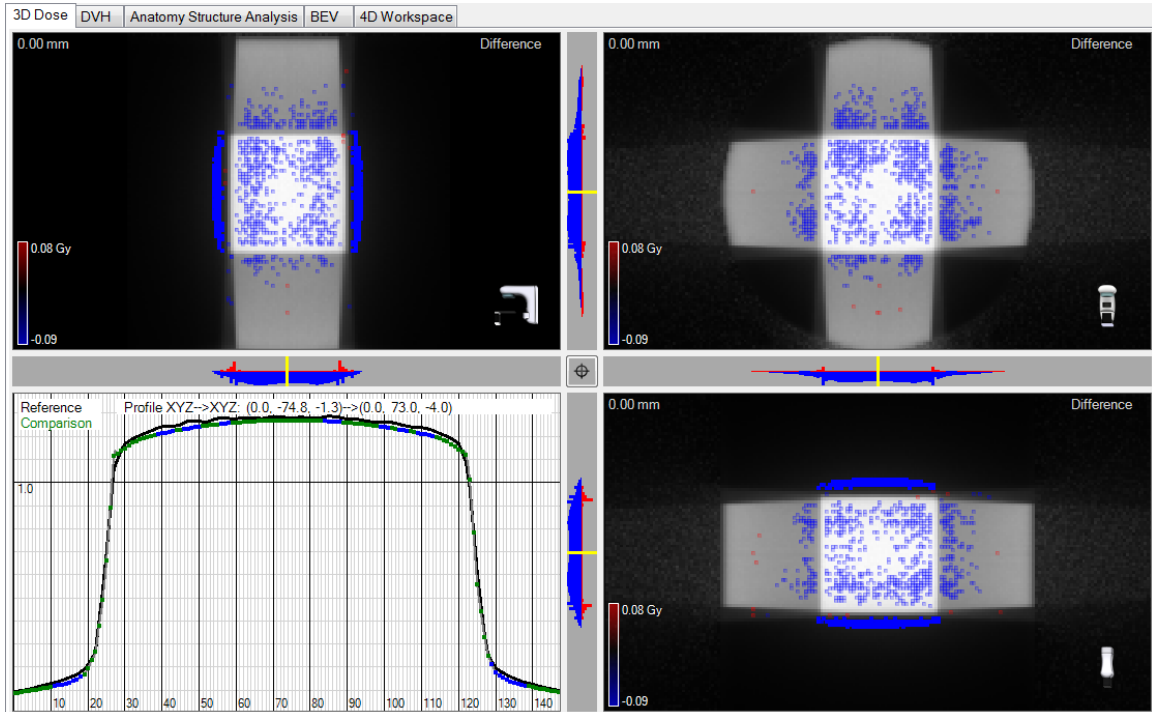 3D Dose DVH Anatomy Structure Analysis BEV 4D Workspace
0.00 mm Difference
0.08 Gy
-0.09
0.00 mm Difference
0.08 Gy
-0.09
Reference Profile XYZ-->XYZ: (0.0, -74.8, -1.3)-->(0.0, 73.0, -4.0)
Comparison
1.0
10 20 30 40 50 60 70 80 90 100 110 120 130 140
0.00 mm Difference
0.08 Gy
-0.09